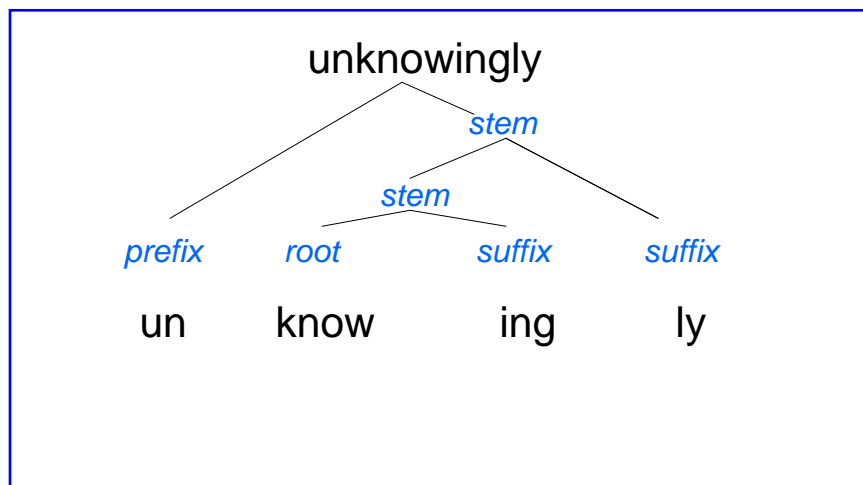 unknowingly
stem
stem
prefix root suffix suffix
un know ing ly